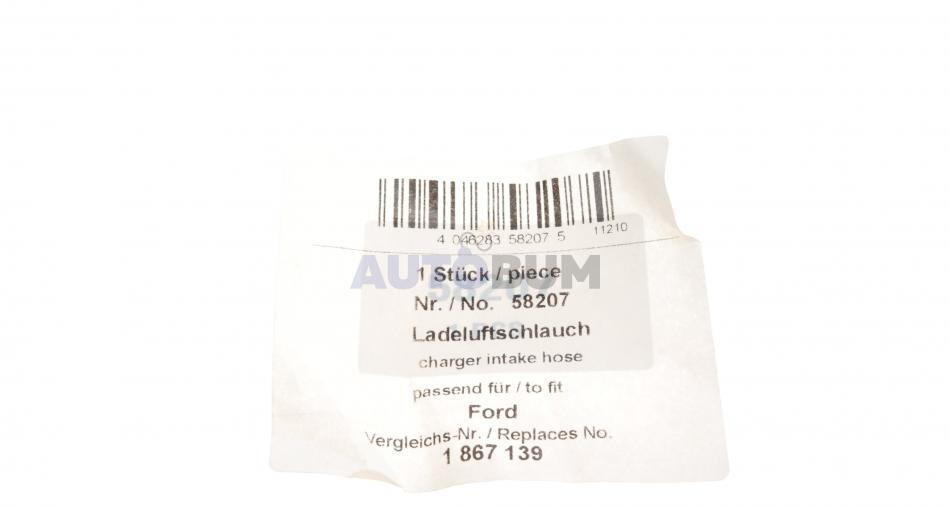 11210
4 046283 58207 5
1 Stück / piece
AUTOBUM
Nr. / No. 58207
Ladeluftschlauch
charger intake hose
passend für / to fit
Ford
Vergleichs-Nr. / Replaces No.
1 867 139